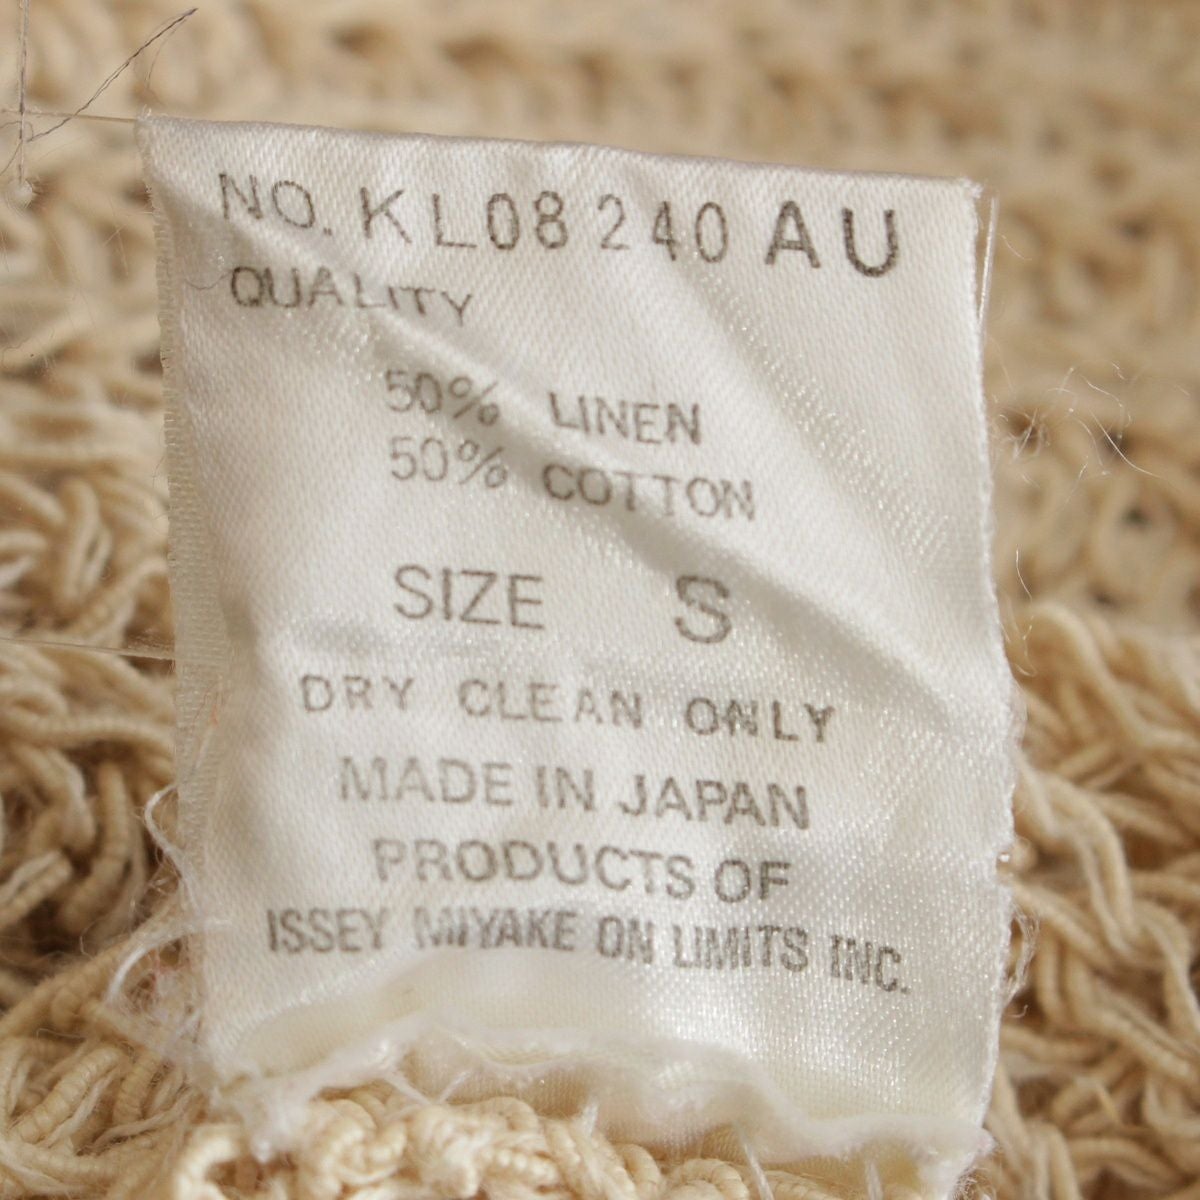 NO. KL08240 AU
QUALITY
50% LINEN
50% COTTON
SIZE S
DRY CLEAN ONLY
MADE IN JAPAN
PRODUCTS OF
ISSEY MIYAKE ON LIMITS INC.